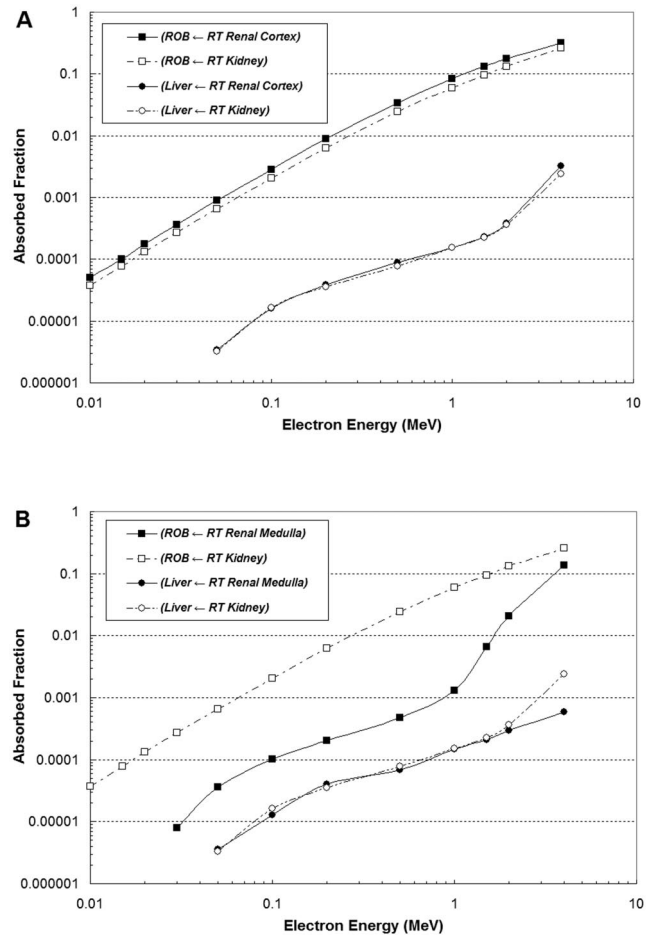 A
(ROB ← RT Renal Cortex)
(ROB ← RT Kidney)
(Liver ← RT Renal Cortex)
(Liver ← RT Kidney)
Absorbed Fraction
1
0.1
0.01
0.001
0.0001
0.00001
0.000001
0.01 0.1 1 10
Electron Energy (MeV)
B
(ROB ← RT Renal Medulla)
(ROB ← RT Kidney)
(Liver ← RT Renal Medulla)
(Liver ← RT Kidney)
Absorbed Fraction
1
0.1
0.01
0.001
0.0001
0.00001
0.000001
0.01 0.1 1 10
Electron Energy (MeV)